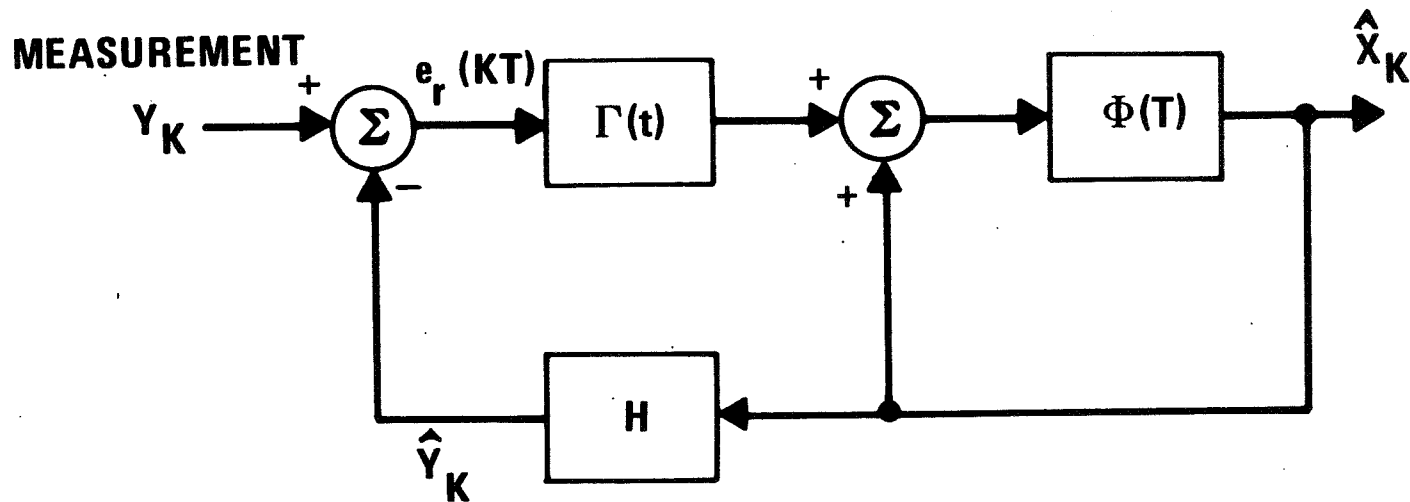 MEASUREMENT
Y_K
+
Σ
−
e_r (KT)
Γ(t)
+
Σ
+
Φ(T)
X̂_K
H
Ŷ_K